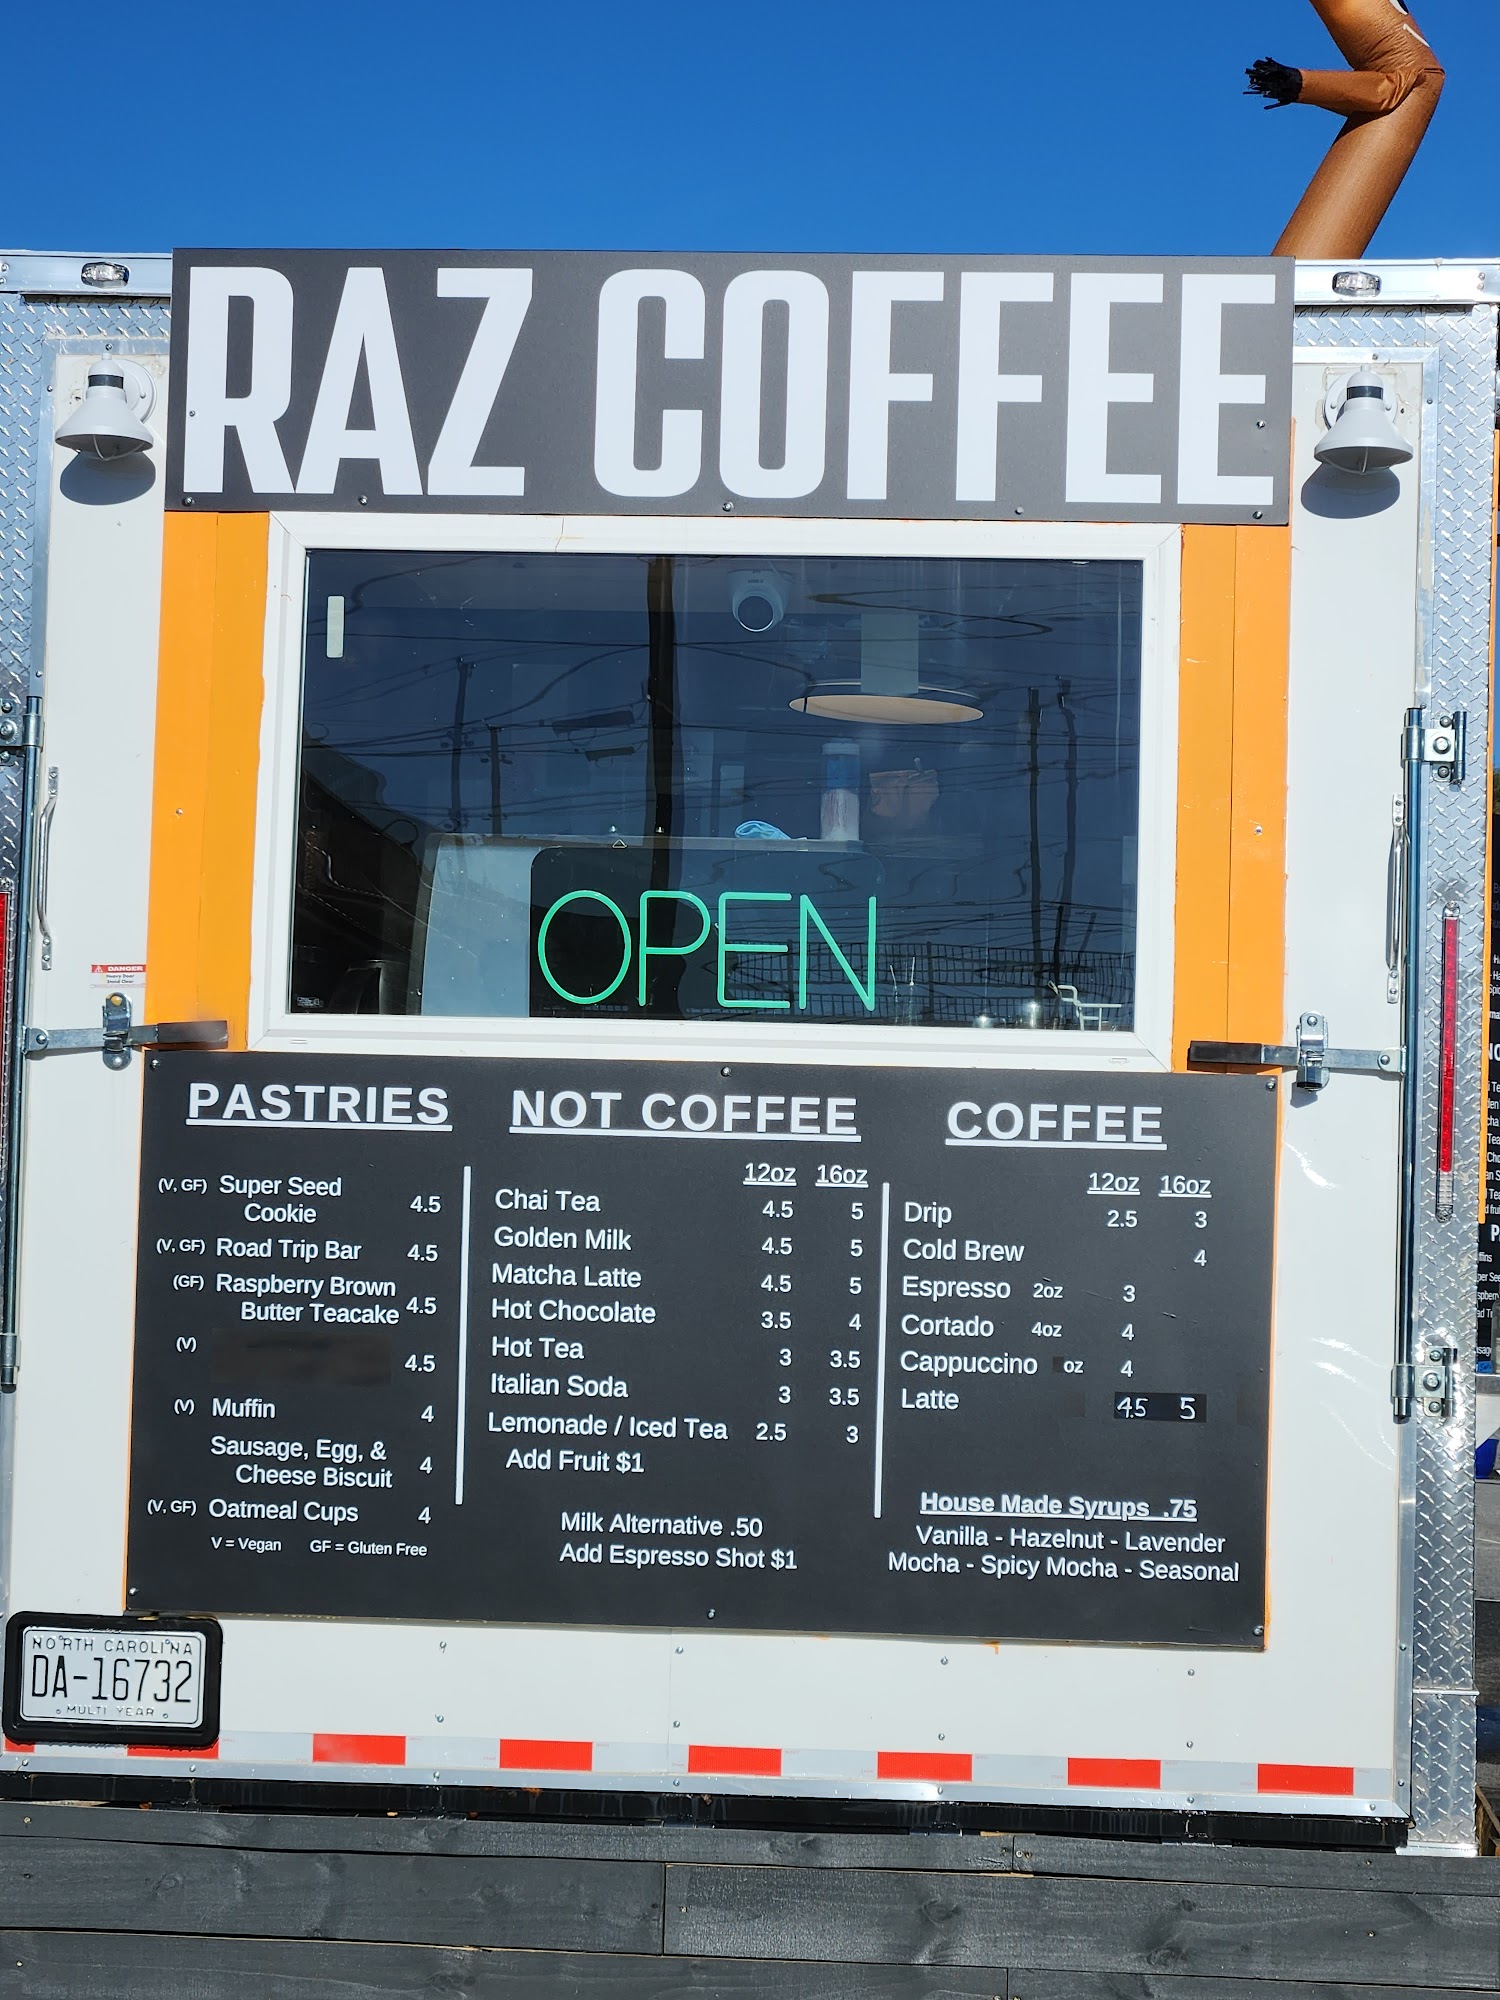 RAZ COFFEE
OPEN
DANGER
Heavy Door
Stand Clear
PASTRIES
(V, GF) Super Seed
Cookie 4.5
(V, GF) Road Trip Bar 4.5
(GF) Raspberry Brown
Butter Teacake 4.5
(V) 4.5
(V) Muffin 4
Sausage, Egg, &
Cheese Biscuit 4
(V, GF) Oatmeal Cups 4
V = Vegan GF = Gluten Free
NOT COFFEE
12oz 16oz
Chai Tea 4.5 5
Golden Milk 4.5 5
Matcha Latte 4.5 5
Hot Chocolate 3.5 4
Hot Tea 3 3.5
Italian Soda 3 3.5
Lemonade / Iced Tea 2.5 3
Add Fruit $1
Milk Alternative .50
Add Espresso Shot $1
COFFEE
12oz 16oz
Drip 2.5 3
Cold Brew 4
Espresso 2oz 3
Cortado 4oz 4
Cappuccino oz 4
Latte 4.5 5
House Made Syrups .75
Vanilla - Hazelnut - Lavender
Mocha - Spicy Mocha - Seasonal
NORTH CAROLINA
DA-16732
MULTI YEAR